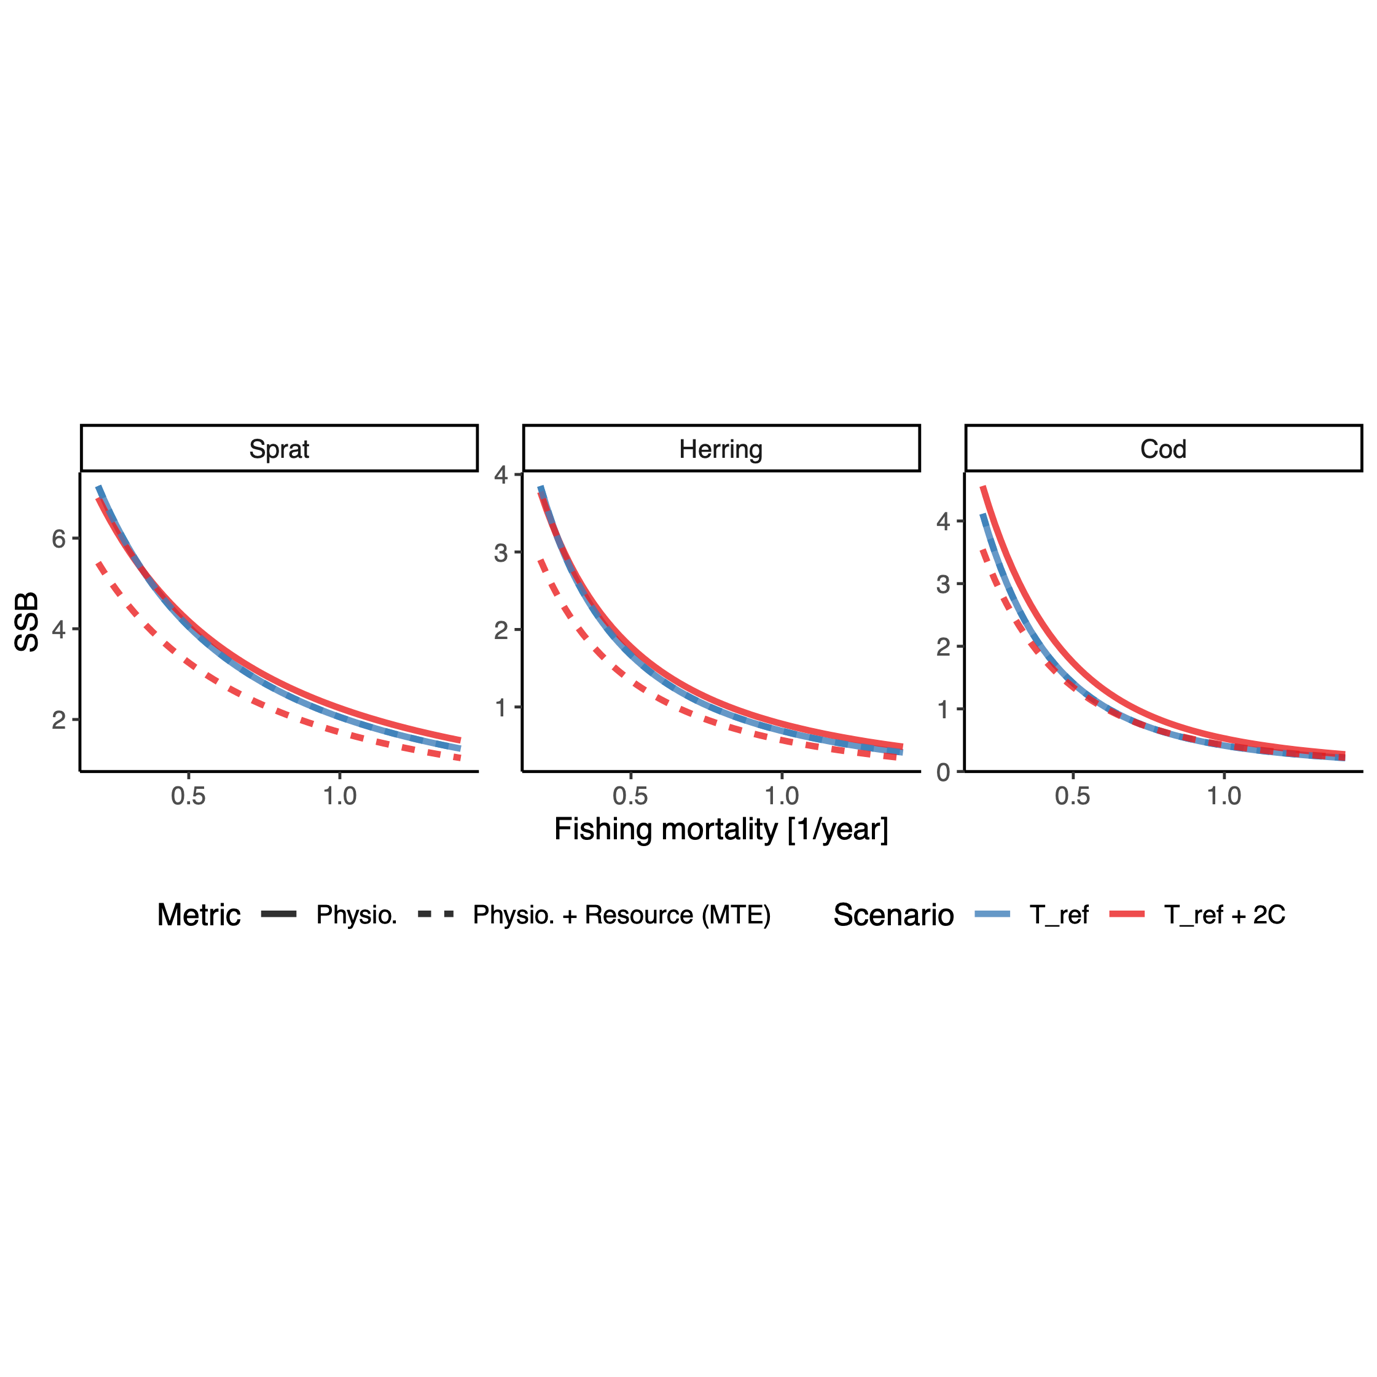 Sprat
Herring
Cod
SSB
6
4
2
4
3
2
1
4
3
2
1
0
0.5 1.0
0.5 1.0
0.5 1.0
Fishing mortality [1/year]
Metric Physio. Physio. + Resource (MTE) Scenario T_ref T_ref + 2C